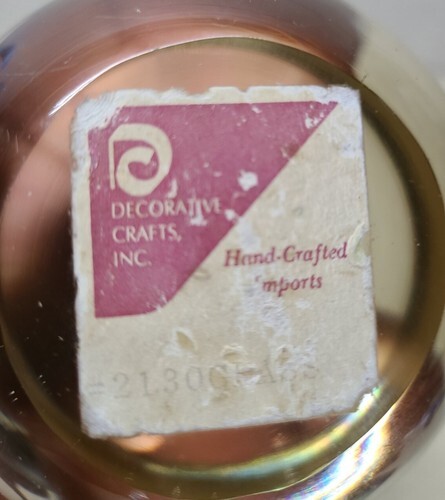 DECORATIVE
CRAFTS,
INC.
Hand-Crafted
Imports